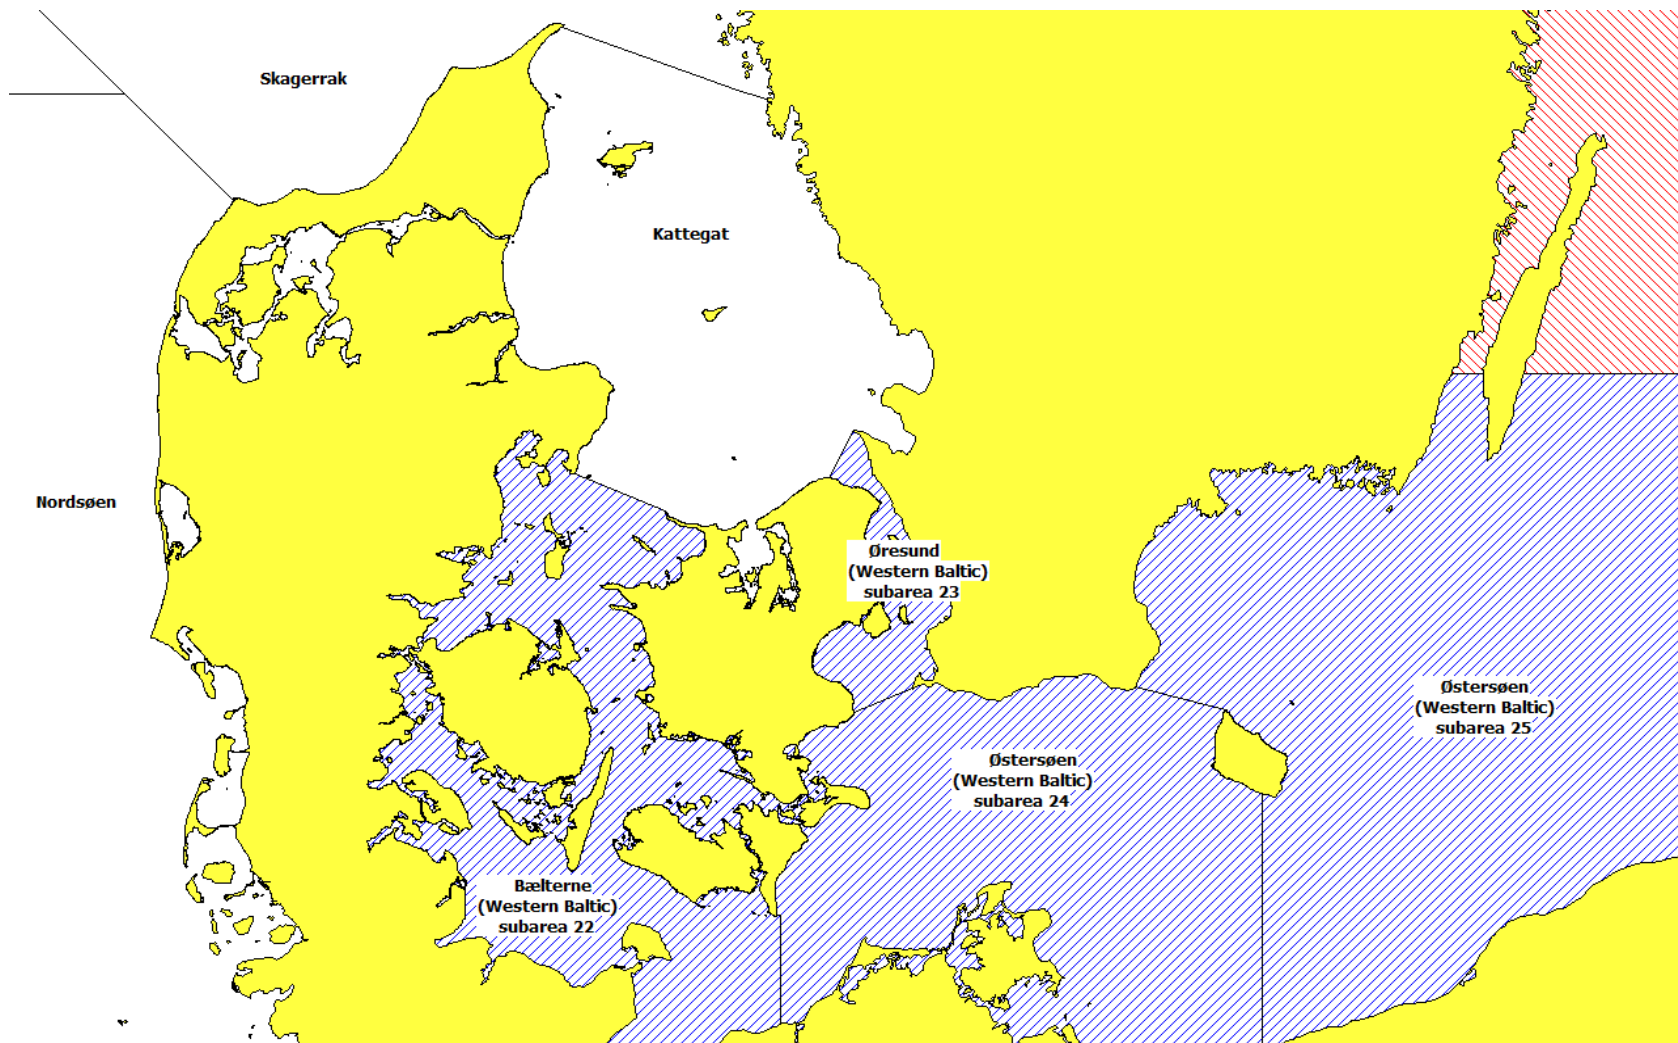 Skagerrak
Kattegat
Nordsøen
Øresund
(Western Baltic)
subarea 23
Østersøen
(Western Baltic)
subarea 25
Østersøen
(Western Baltic)
subarea 24
Bælterne
(Western Baltic)
subarea 22